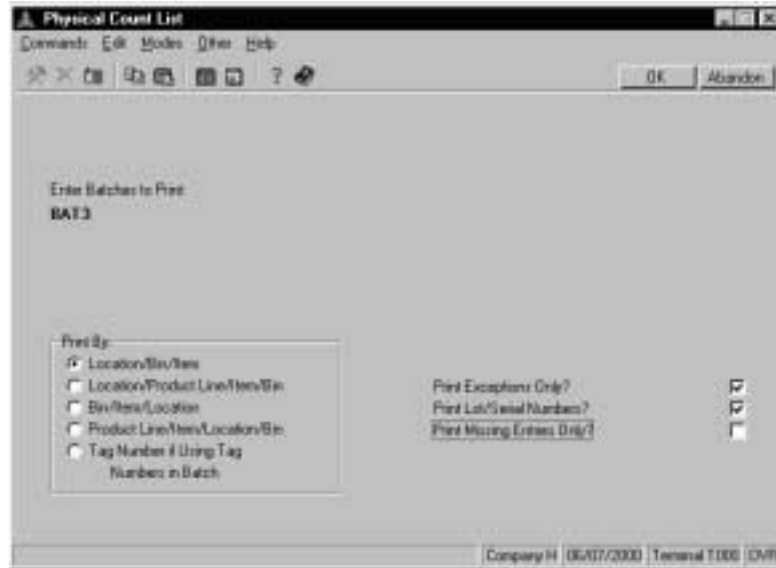 Physical Count List
Commands Edit Modes Other Help
?
OK Abandon
Enter Batches to Print
BAT3
Print By:
Location/Bin/Item
Location/Product Line/Item/Bin
Bin/Item/Location
Product Line/Item/Location/Bin
Tag Number if Using Tag
Numbers in Batch
Print Exceptions Only?
Print Lot/Serial Numbers?
Print Missing Entries Only?
Company H 06/07/2000 Terminal T000 OVR